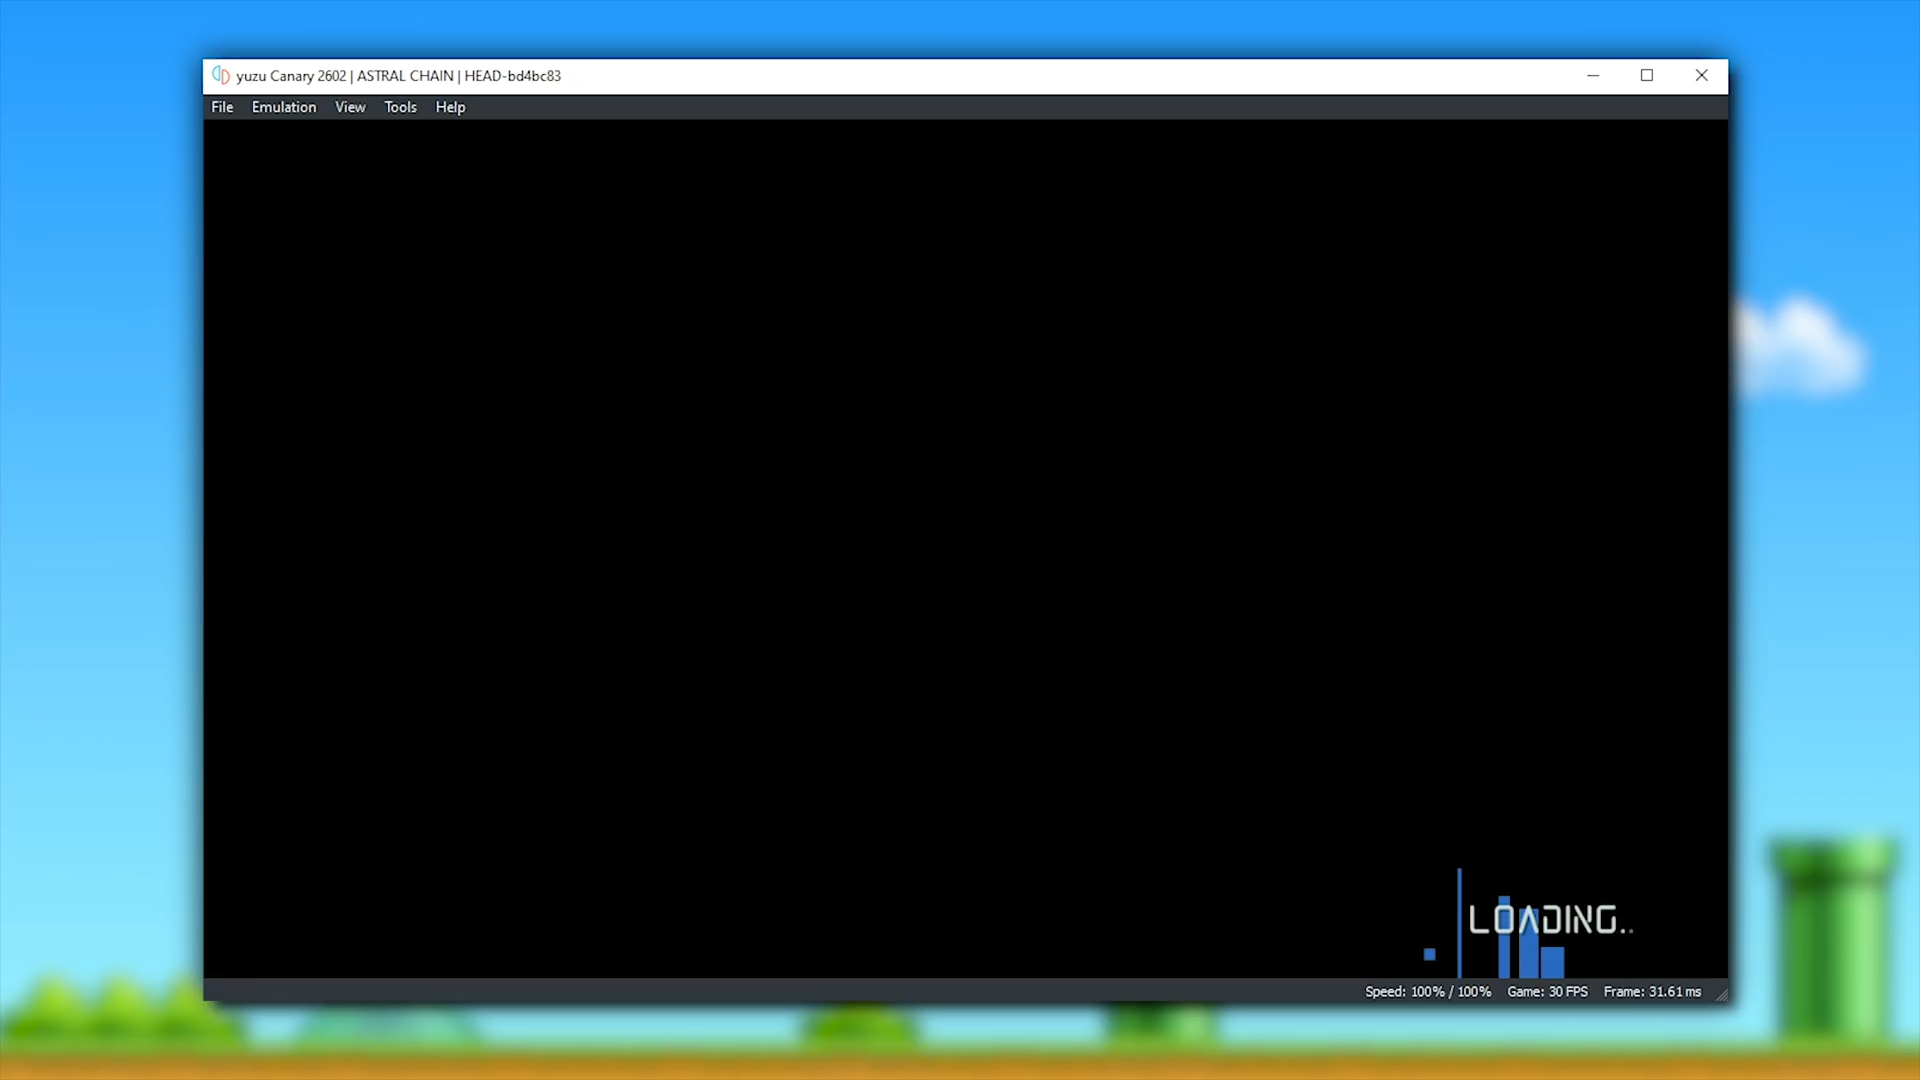 yuzu Canary 2602 | ASTRAL CHAIN | HEAD-bd4bc83
File Emulation View Tools Help
LOADING..
Speed: 100% / 100% Game: 30 FPS Frame: 31.61 ms